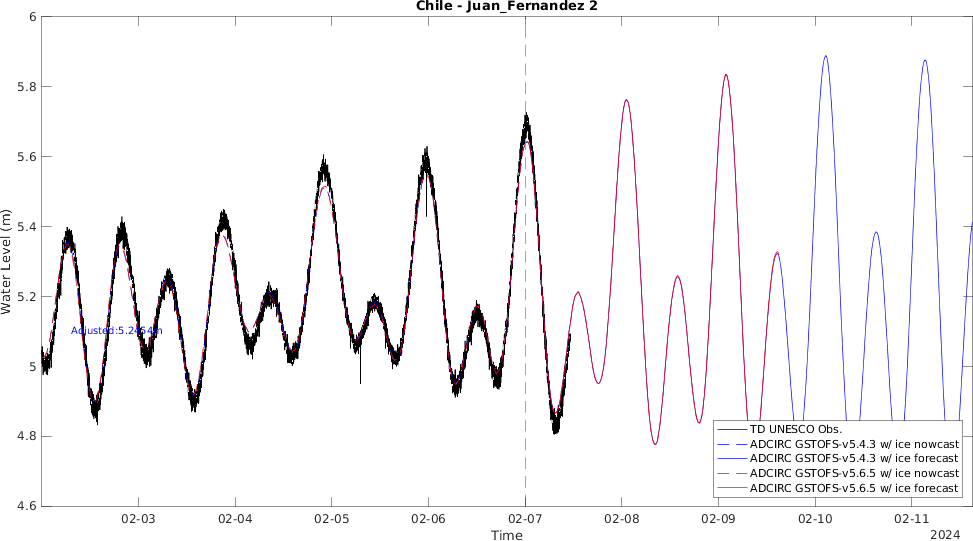 Chile - Juan_Fernandez 2
6
5.8
5.6
5.4
5.2
5
4.8
4.6
Water Level (m)
Adjusted:5.2454m
TD UNESCO Obs.
ADCIRC GSTOFS-v5.4.3 w/ ice nowcast
ADCIRC GSTOFS-v5.4.3 w/ ice forecast
ADCIRC GSTOFS-v5.6.5 w/ ice nowcast
ADCIRC GSTOFS-v5.6.5 w/ ice forecast
02-03 02-04 02-05 02-06 02-07 02-08 02-09 02-10 02-11
Time
2024